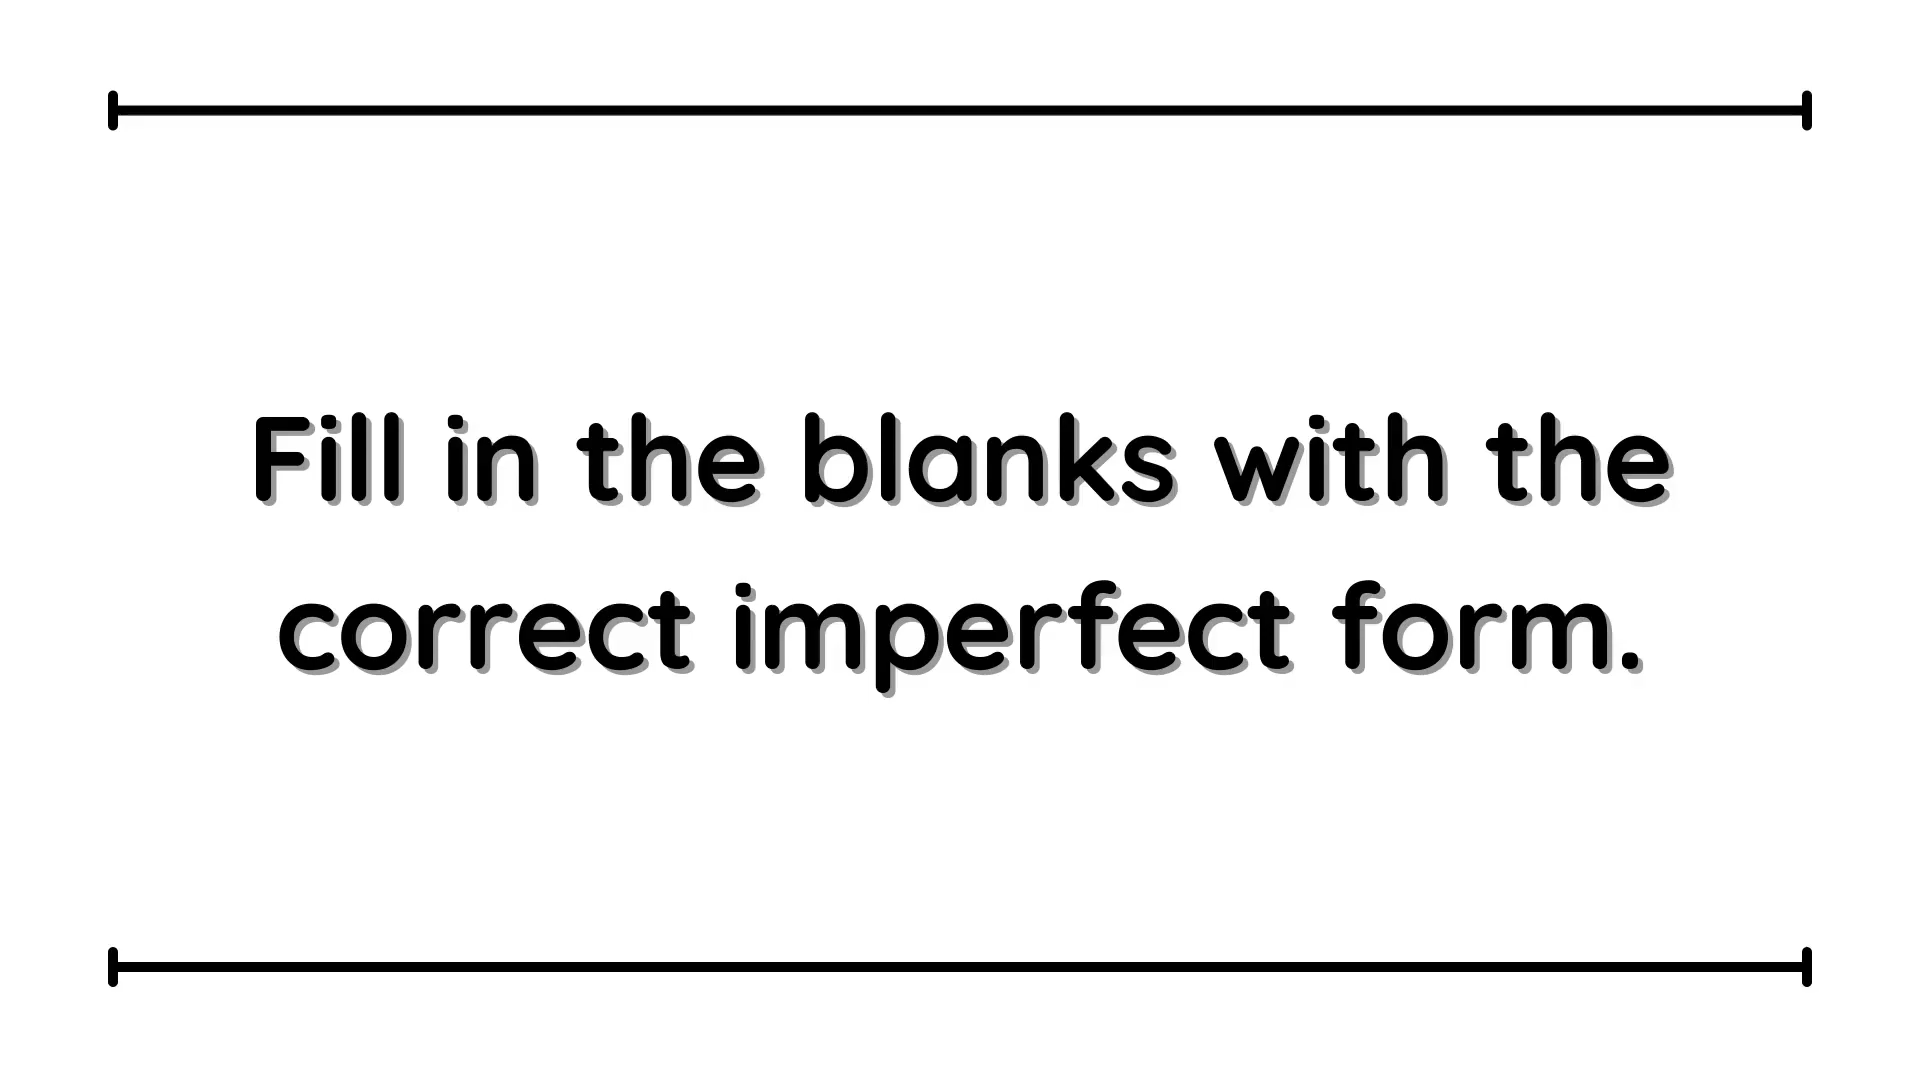 Fill in the blanks with the
correct imperfect form.